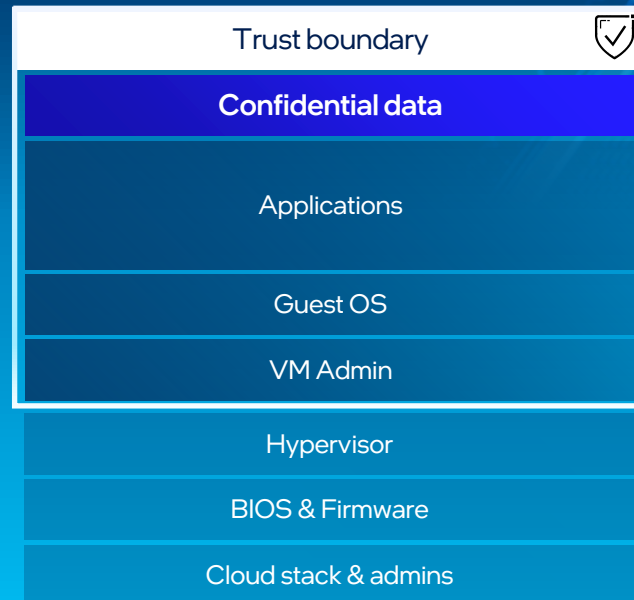 Trust boundary
Confidential data
Applications
Guest OS
VM Admin
Hypervisor
BIOS & Firmware
Cloud stack & admins